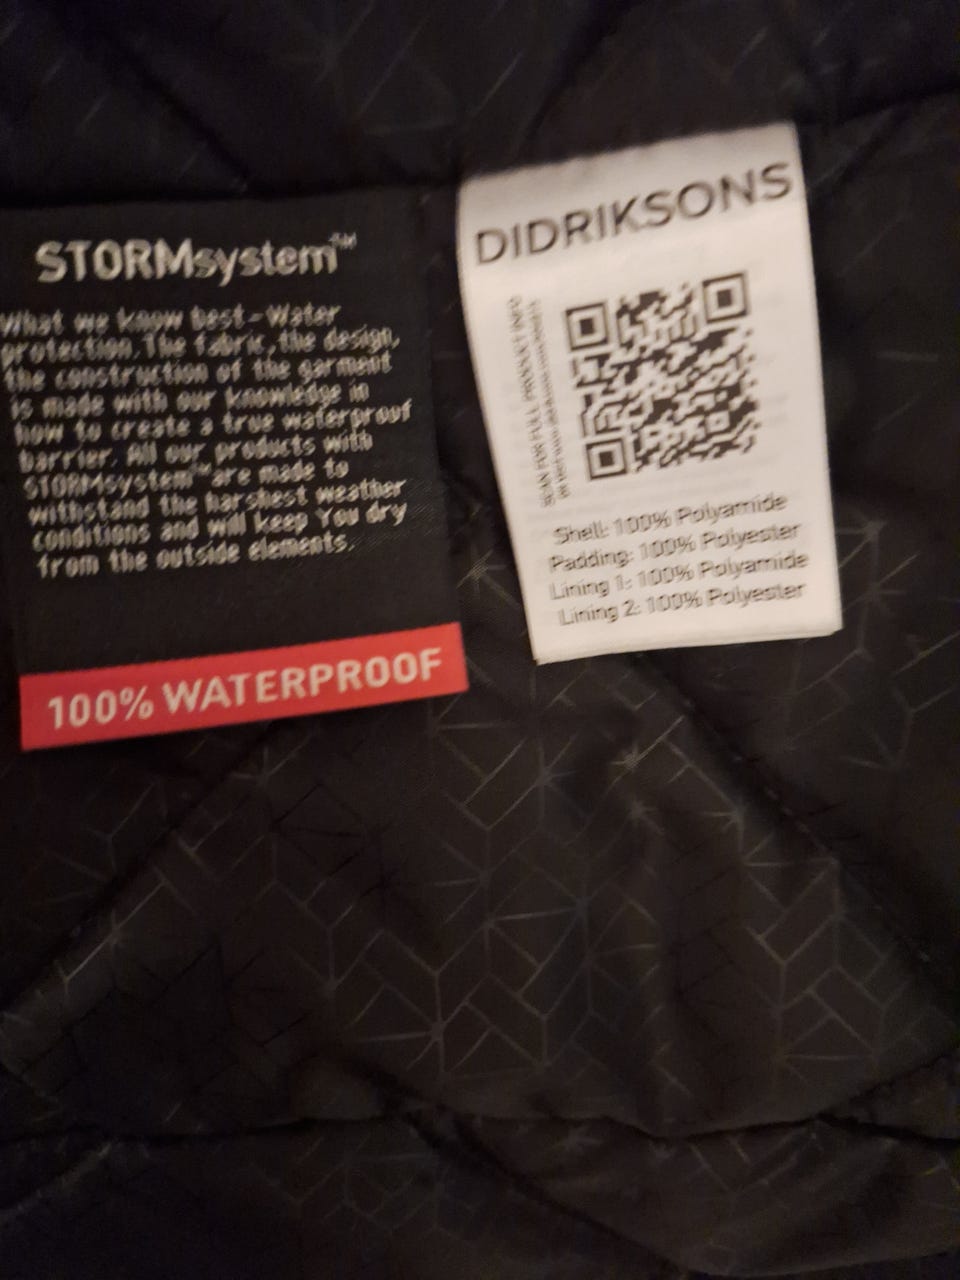 STORMsystem™
What we know best-Water
protection. The fabric, the design,
the construction of the garment
is made with our knowledge in
how to create a true waterproof
barrier. All our products with
STORMsystem™ are made to
withstand the harshest weather
conditions and will keep You dry
from the outside elements.
100% WATERPROOF
DIDRIKSONS
SCAN FOR FULL PRODUCT INFO
Shell: 100% Polyamide
Padding: 100% Polyester
Lining 1: 100% Polyamide
Lining 2: 100% Polyester